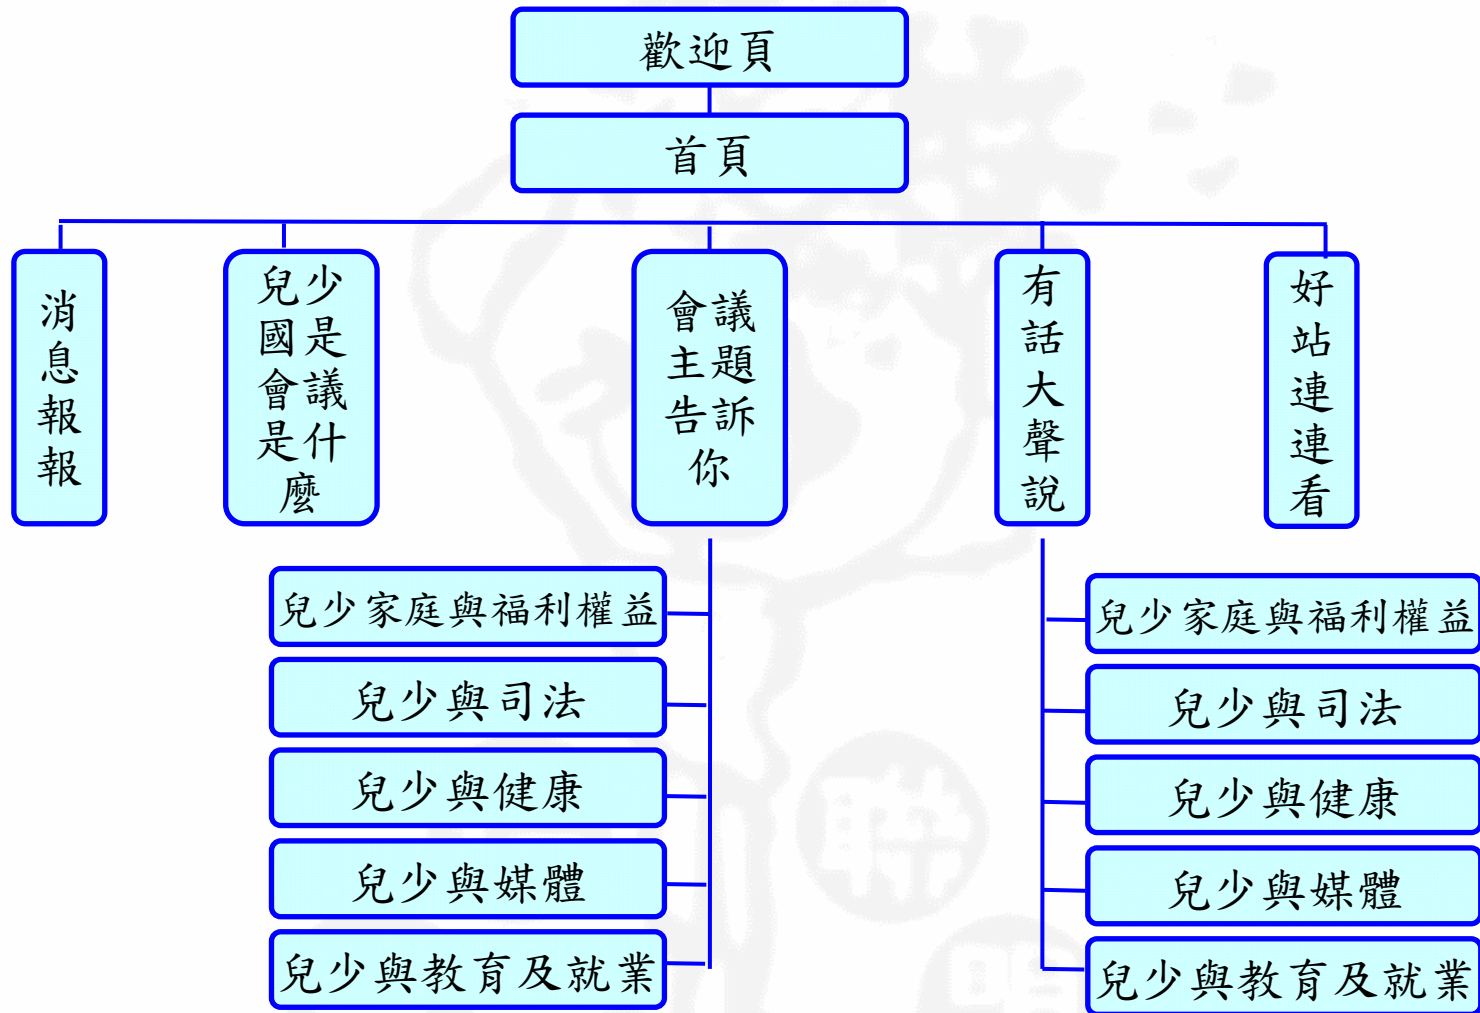 歡迎頁
首頁
消
息
報
報
兒少
國是
會議
是什
麼
會議
主題
告訴
你
有
話
大
聲
說
好
站
連
連
看
兒少家庭與福利權益
兒少與司法
兒少與健康
兒少與媒體
兒少與教育及就業
兒少家庭與福利權益
兒少與司法
兒少與健康
兒少與媒體
兒少與教育及就業
聯
盟